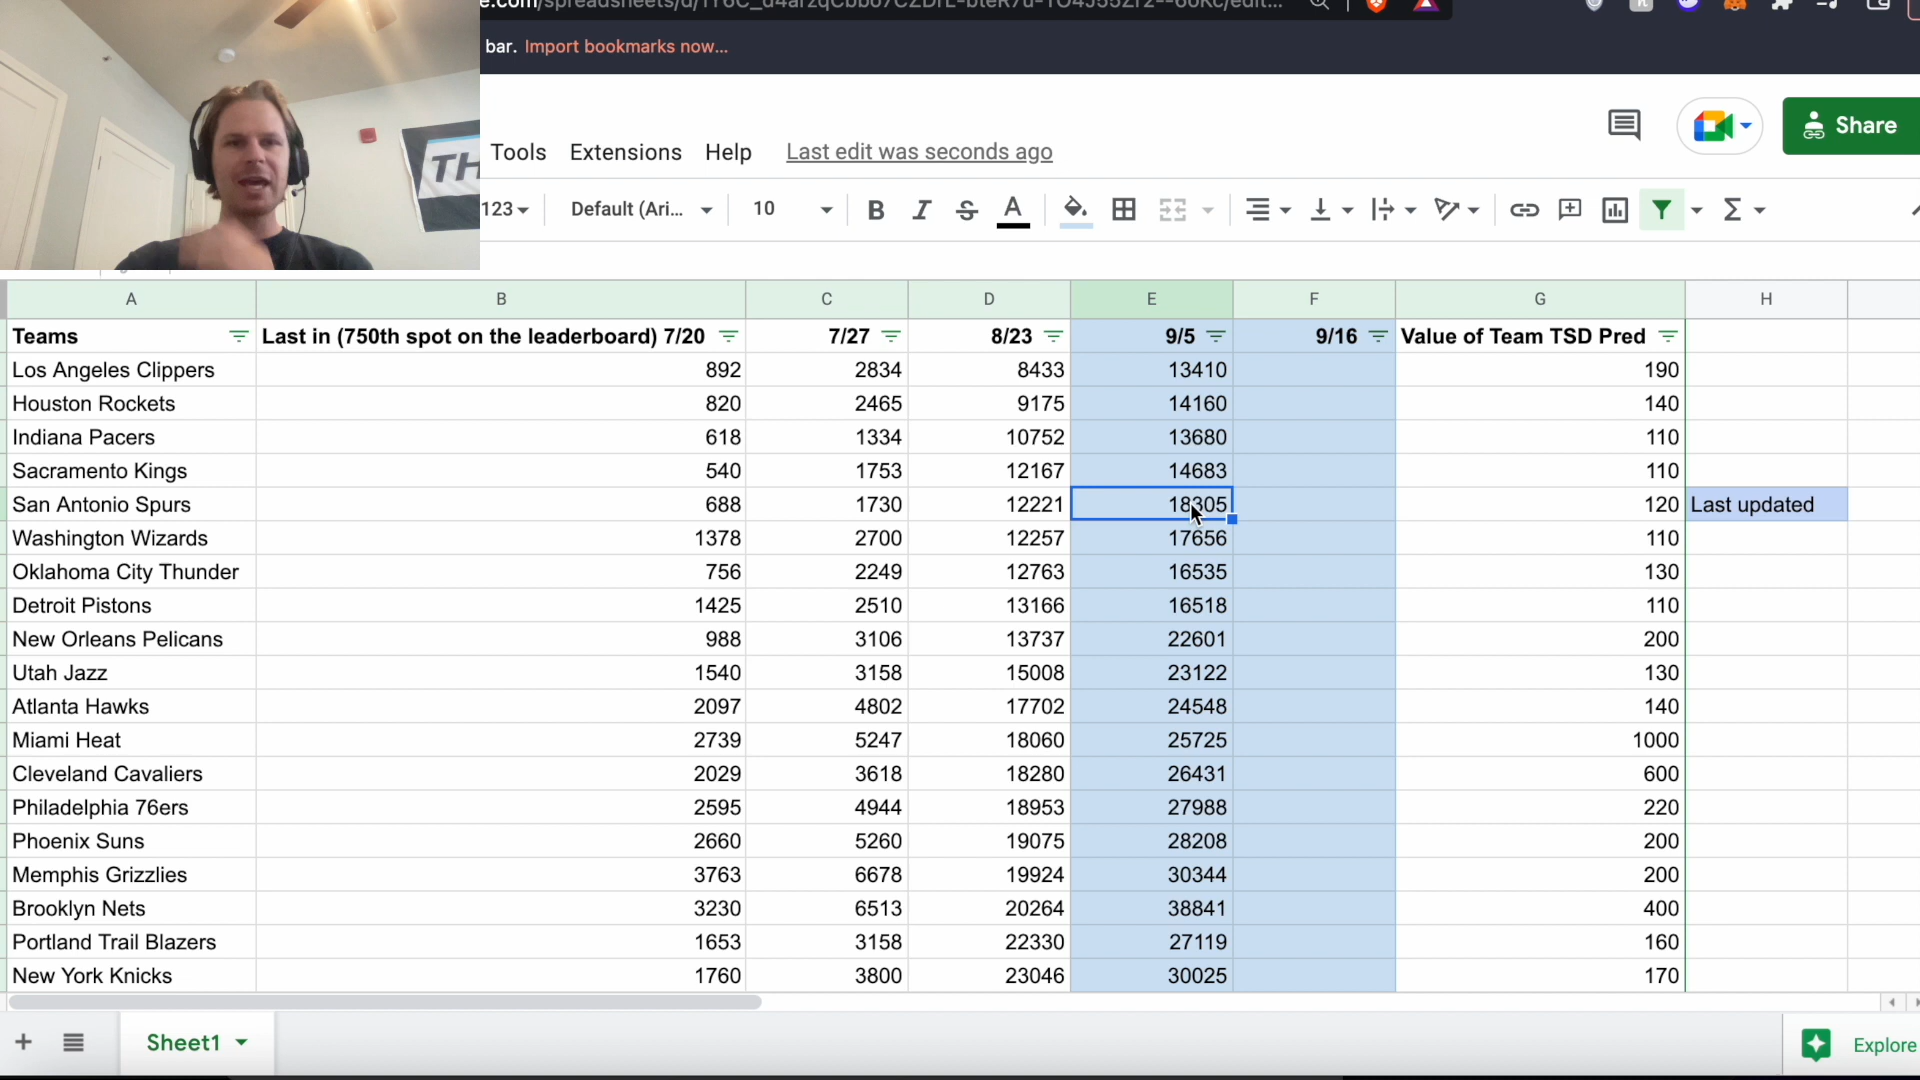 bar. Import bookmarks now...
TH
Share
Tools Extensions Help Last edit was seconds ago
123 Default (Ari... 10 B I S A
A B C D E F G H
Teams Last in (750th spot on the leaderboard) 7/20 7/27 8/23 9/5 9/16 Value of Team TSD Pred
Los Angeles Clippers 892 2834 8433 13410 190
Houston Rockets 820 2465 9175 14160 140
Indiana Pacers 618 1334 10752 13680 110
Sacramento Kings 540 1753 12167 14683 110
San Antonio Spurs 688 1730 12221 18305 120 Last updated
Washington Wizards 1378 2700 12257 17656 110
Oklahoma City Thunder 756 2249 12763 16535 130
Detroit Pistons 1425 2510 13166 16518 110
New Orleans Pelicans 988 3106 13737 22601 200
Utah Jazz 1540 3158 15008 23122 130
Atlanta Hawks 2097 4802 17702 24548 140
Miami Heat 2739 5247 18060 25725 1000
Cleveland Cavaliers 2029 3618 18280 26431 600
Philadelphia 76ers 2595 4944 18953 27988 220
Phoenix Suns 2660 5260 19075 28208 200
Memphis Grizzlies 3763 6678 19924 30344 200
Brooklyn Nets 3230 6513 20264 38841 400
Portland Trail Blazers 1653 3158 22330 27119 160
New York Knicks 1760 3800 23046 30025 170
Sheet1
Explore